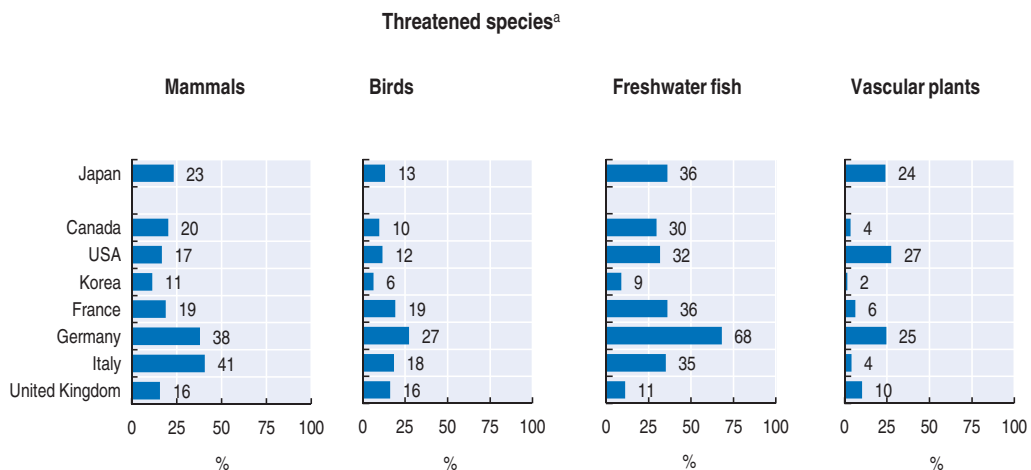 Threatened speciesa
Mammals
Birds
Freshwater fish
Vascular plants
Japan 23 13 36 24
Canada 20 10 30 4
USA 17 12 32 27
Korea 11 6 9 2
France 19 19 36 6
Germany 38 27 68 25
Italy 41 18 35 4
United Kingdom 16 16 11 10
0 25 50 75 100 0 25 50 75 100 0 25 50 75 100 0 25 50 75 100
% % % %